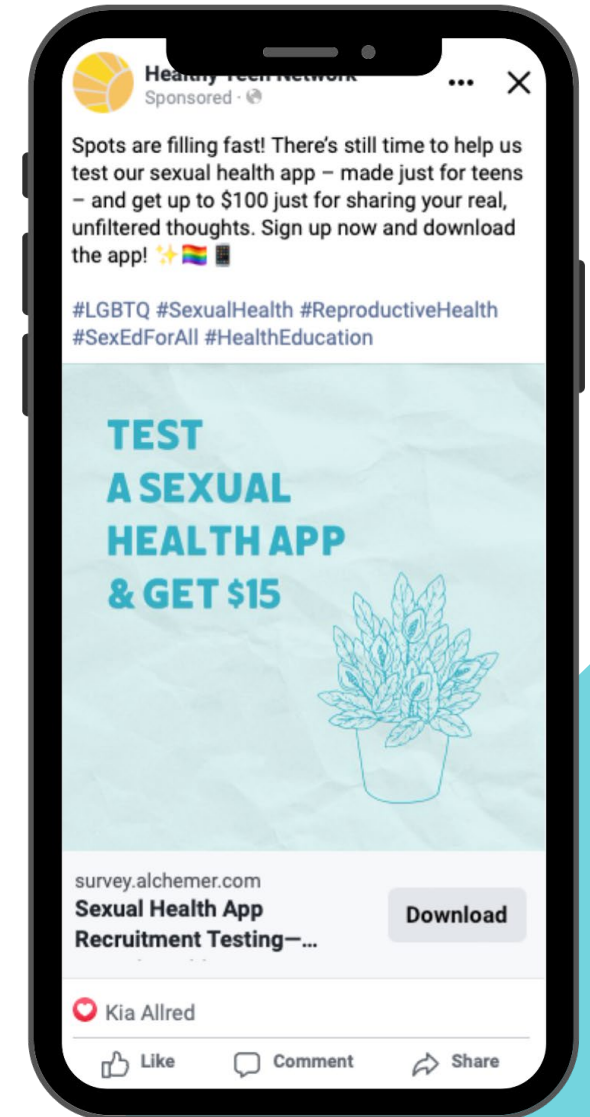 Healthy Teen Network
Sponsored ·
Spots are filling fast! There’s still time to help us
test our sexual health app – made just for teens
– and get up to $100 just for sharing your real,
unfiltered thoughts. Sign up now and download
the app! ✨🏳️‍🌈📱
#LGBTQ #SexualHealth #ReproductiveHealth
#SexEdForAll #HealthEducation
TEST
A SEXUAL
HEALTH APP
& GET $15
survey.alchemer.com
Sexual Health App
Recruitment Testing—...
Download
Kia Allred
Like
Comment
Share